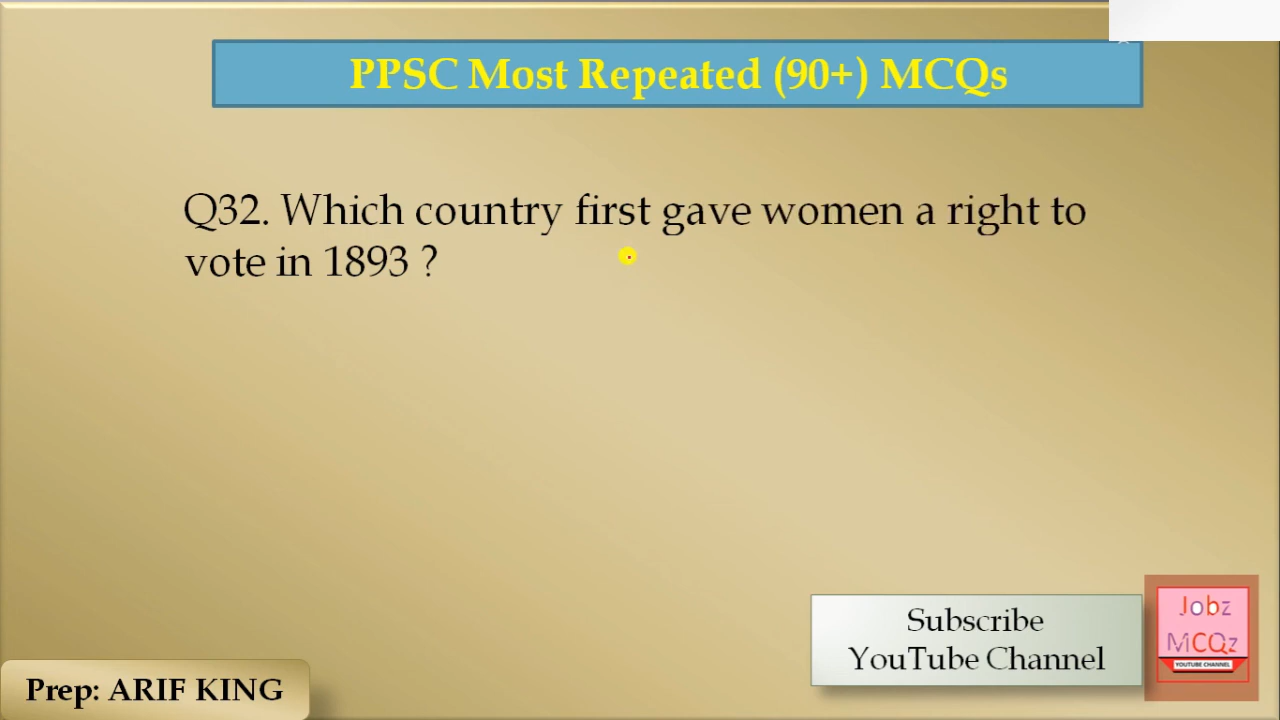 PPSC Most Repeated (90+) MCQs
Q32. Which country first gave women a right to
vote in 1893 ?
Subscribe
YouTube Channel
Jobz
MCQz
YOUTUBE CHANNEL
Prep: ARIF KING